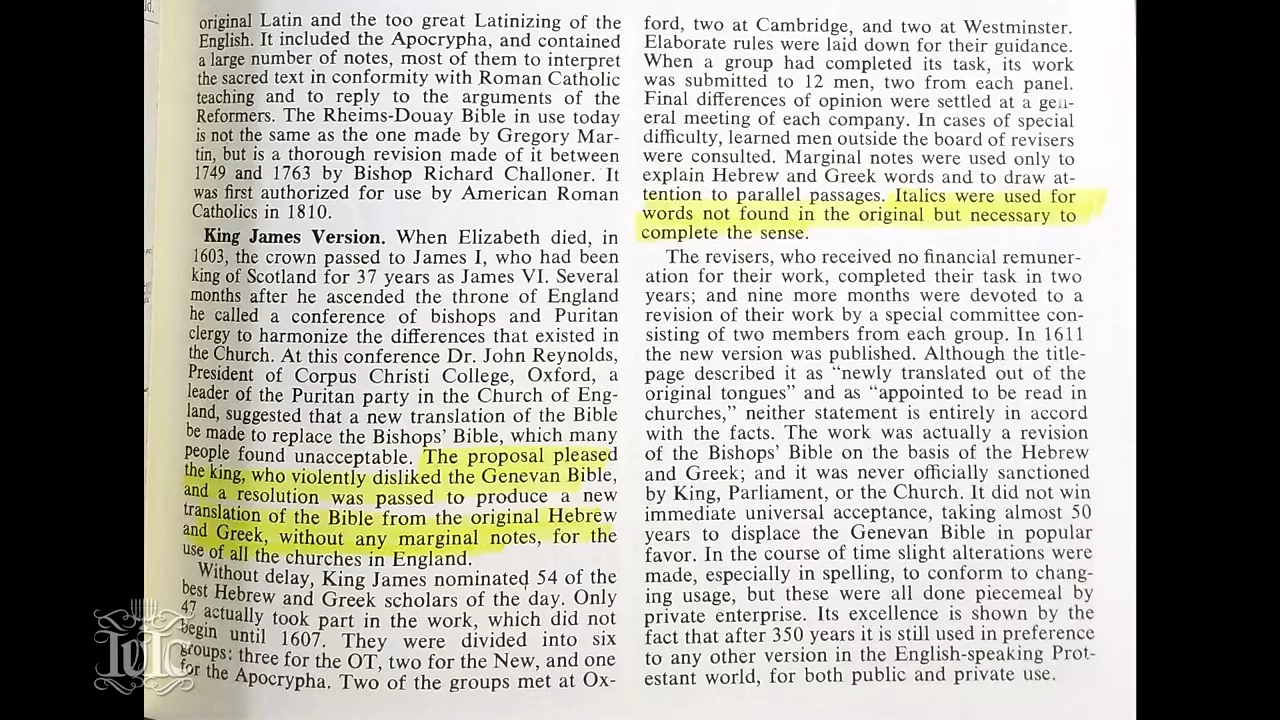 original Latin and the too great Latinizing of the
English. It included the Apocrypha, and contained
a large number of notes, most of them to interpret
the sacred text in conformity with Roman Catholic
teaching and to reply to the arguments of the
Reformers. The Rheims-Douay Bible in use today
is not the same as the one made by Gregory Mar-
tin, but is a thorough revision made of it between
1749 and 1763 by Bishop Richard Challoner. It
was first authorized for use by American Roman
Catholics in 1810.
King James Version. When Elizabeth died, in
1603, the crown passed to James I, who had been
king of Scotland for 37 years as James VI. Several
months after he ascended the throne of England
he called a conference of bishops and Puritan
clergy to harmonize the differences that existed in
the Church. At this conference Dr. John Reynolds,
President of Corpus Christi College, Oxford, a
leader of the Puritan party in the Church of Eng-
land, suggested that a new translation of the Bible
be made to replace the Bishops' Bible, which many
people found unacceptable. The proposal pleased
the king, who violently disliked the Genevan Bible,
and a resolution was passed to produce a new
translation of the Bible from the original Hebrew
and Greek, without any marginal notes, for the
use of all the churches in England.
Without delay, King James nominated 54 of the
best Hebrew and Greek scholars of the day. Only
47 actually took part in the work, which did not
begin until 1607. They were divided into six
groups: three for the OT, two for the New, and one
for the Apocrypha. Two of the groups met at Ox-
ford, two at Cambridge, and two at Westminster.
Elaborate rules were laid down for their guidance.
When a group had completed its task, its work
was submitted to 12 men, two from each panel.
Final differences of opinion were settled at a gen-
eral meeting of each company. In cases of special
difficulty, learned men outside the board of revisers
were consulted. Marginal notes were used only to
explain Hebrew and Greek words and to draw at-
tention to parallel passages. Italics were used for
words not found in the original but necessary to
complete the sense.
The revisers, who received no financial remuner-
ation for their work, completed their task in two
years; and nine more months were devoted to a
revision of their work by a special committee con-
sisting of two members from each group. In 1611
the new version was published. Although the title-
page described it as "newly translated out of the
original tongues" and as "appointed to be read in
churches," neither statement is entirely in accord
with the facts. The work was actually a revision
of the Bishops' Bible on the basis of the Hebrew
and Greek; and it was never officially sanctioned
by King, Parliament, or the Church. It did not win
immediate universal acceptance, taking almost 50
years to displace the Genevan Bible in popular
favor. In the course of time slight alterations were
made, especially in spelling, to conform to chang-
ing usage, but these were all done piecemeal by
private enterprise. Its excellence is shown by the
fact that after 350 years it is still used in preference
to any other version in the English-speaking Prot-
estant world, for both public and private use.
IUIC